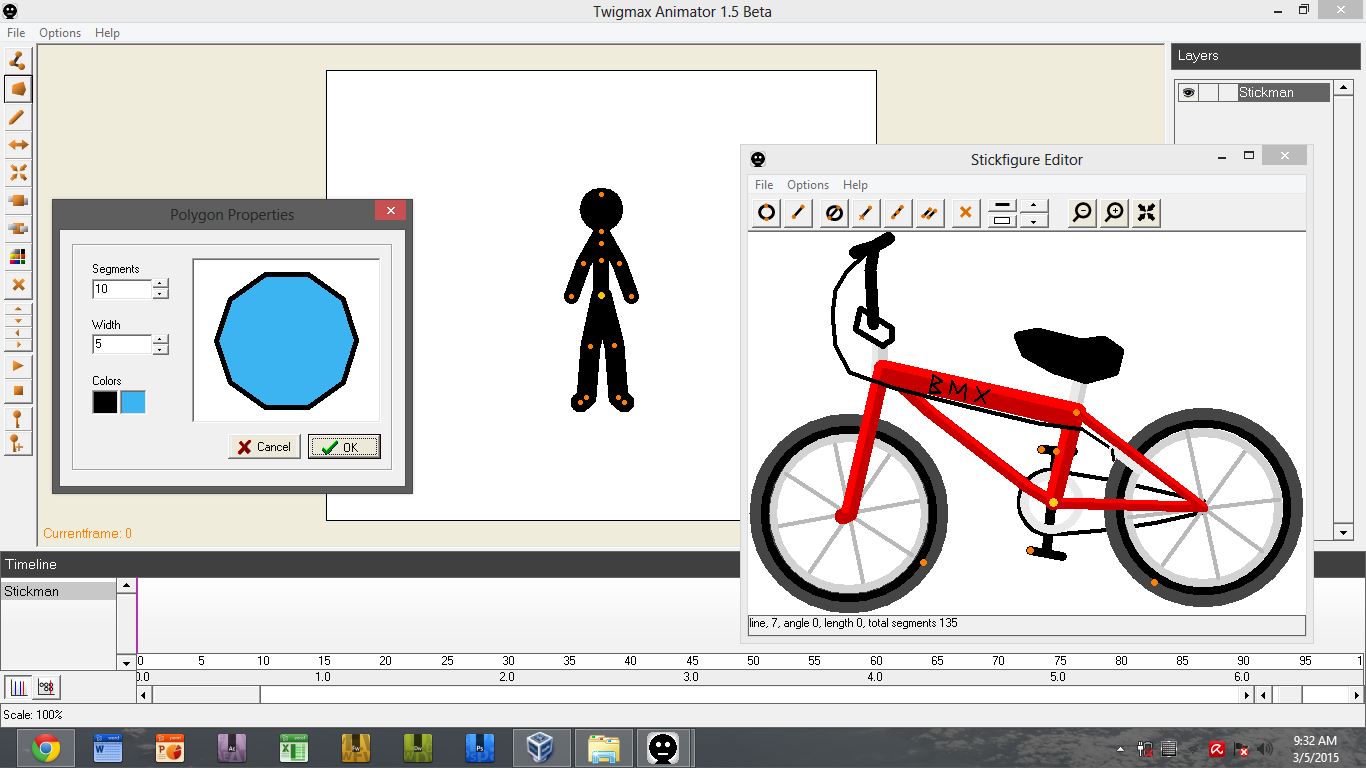 Twigmax Animator 1.5 Beta
File Options Help
Layers
Stickman
Polygon Properties
Segments
10
Width
5
Colors
Cancel OK
Stickfigure Editor
File Options Help
BMX
line, 7, angle 0, length 0, total segments 135
Currentframe: 0
Timeline
Stickman
0 5 10 15 20 25 30 35 40 45 50 55 60 65 70 75 80 85 90 95 1
0.0 1.0 2.0 3.0 4.0 5.0 6.0
Scale: 100%
9:32 AM
3/5/2015